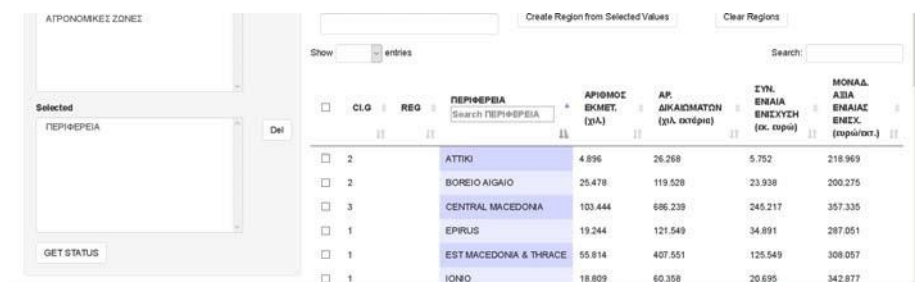 ΑΓΡΟΝΟΜΙΚΕΣ ΖΩΝΕΣ
Selected
ΠΕΡΙΦΕΡΕΙΑ
Del
GET STATUS
Create Region from Selected Values
Clear Regions
Show entries
Search:
CI.G REG ΠΕΡΙΦΕΡΕΙΑ
Search ΠΕΡΙΦΕΡΕΙΑ
ΑΡΙΘΜΟΣ
ΕΚΜΕΤ.
(χιλ.)
ΑΡ.
ΔΙΚΑΙΩΜΑΤΩΝ
(χιλ. εκτάρια)
ΣΥΝ.
ΕΝΙΑΙΑ
ΕΝΙΣΧΥΣΗ
(εκ. ευρώ)
ΜΟΝΑΔ.
ΑΞΙΑ
ΕΝΙΑΙΑΣ
ΕΝΙΣΧ.
(ευρώ/εκτ.)
2 ATTIKI 4.896 26.268 5.752 218.969
2 BOREIO AIGAIO 25.478 119.528 23.938 200.275
3 CENTRAL MACEDONIA 103.444 686.239 245.217 357.335
1 EPIRUS 19.244 121.549 34.891 287.051
1 EST MACEDONIA & THRACE 55.814 407.551 125.549 308.057
1 IONIO 18.809 60.358 20.695 342.877